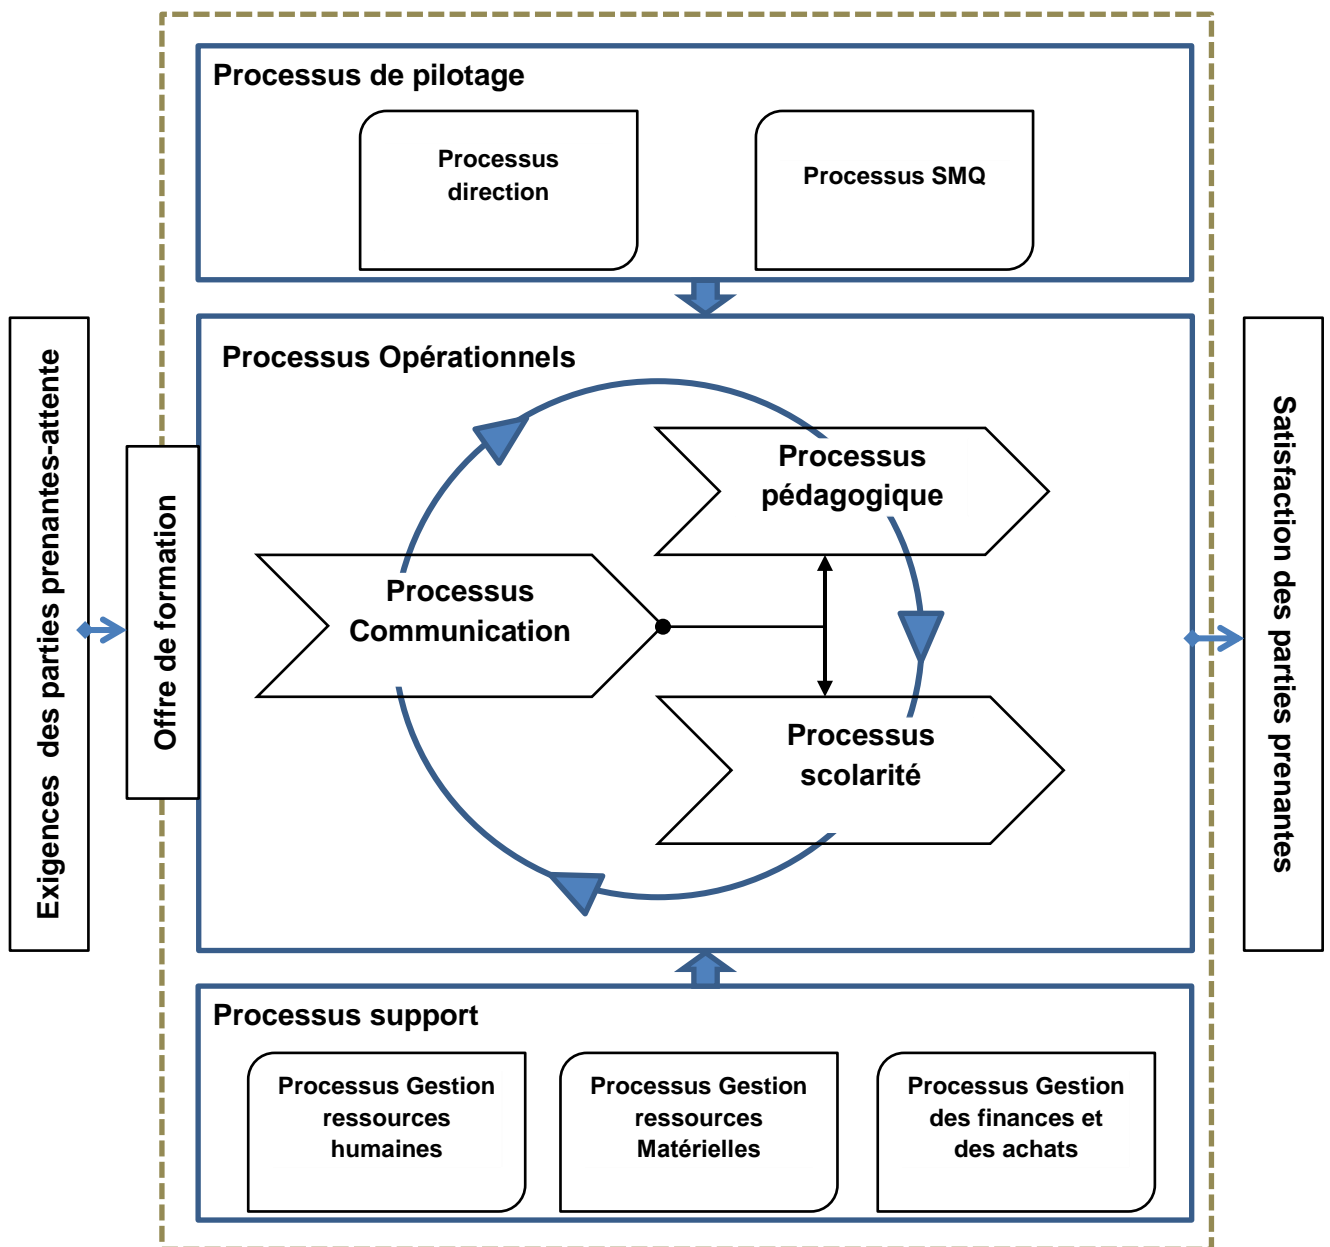 Processus de pilotage
Processus
direction
Processus SMQ
Exigences des parties prenantes-attente
Offre de formation
Processus Opérationnels
Processus
pédagogique
Processus
Communication
Processus
scolarité
Satisfaction des parties prenantes
Processus support
Processus Gestion
ressources
humaines
Processus Gestion
ressources
Matérielles
Processus Gestion
des finances et
des achats